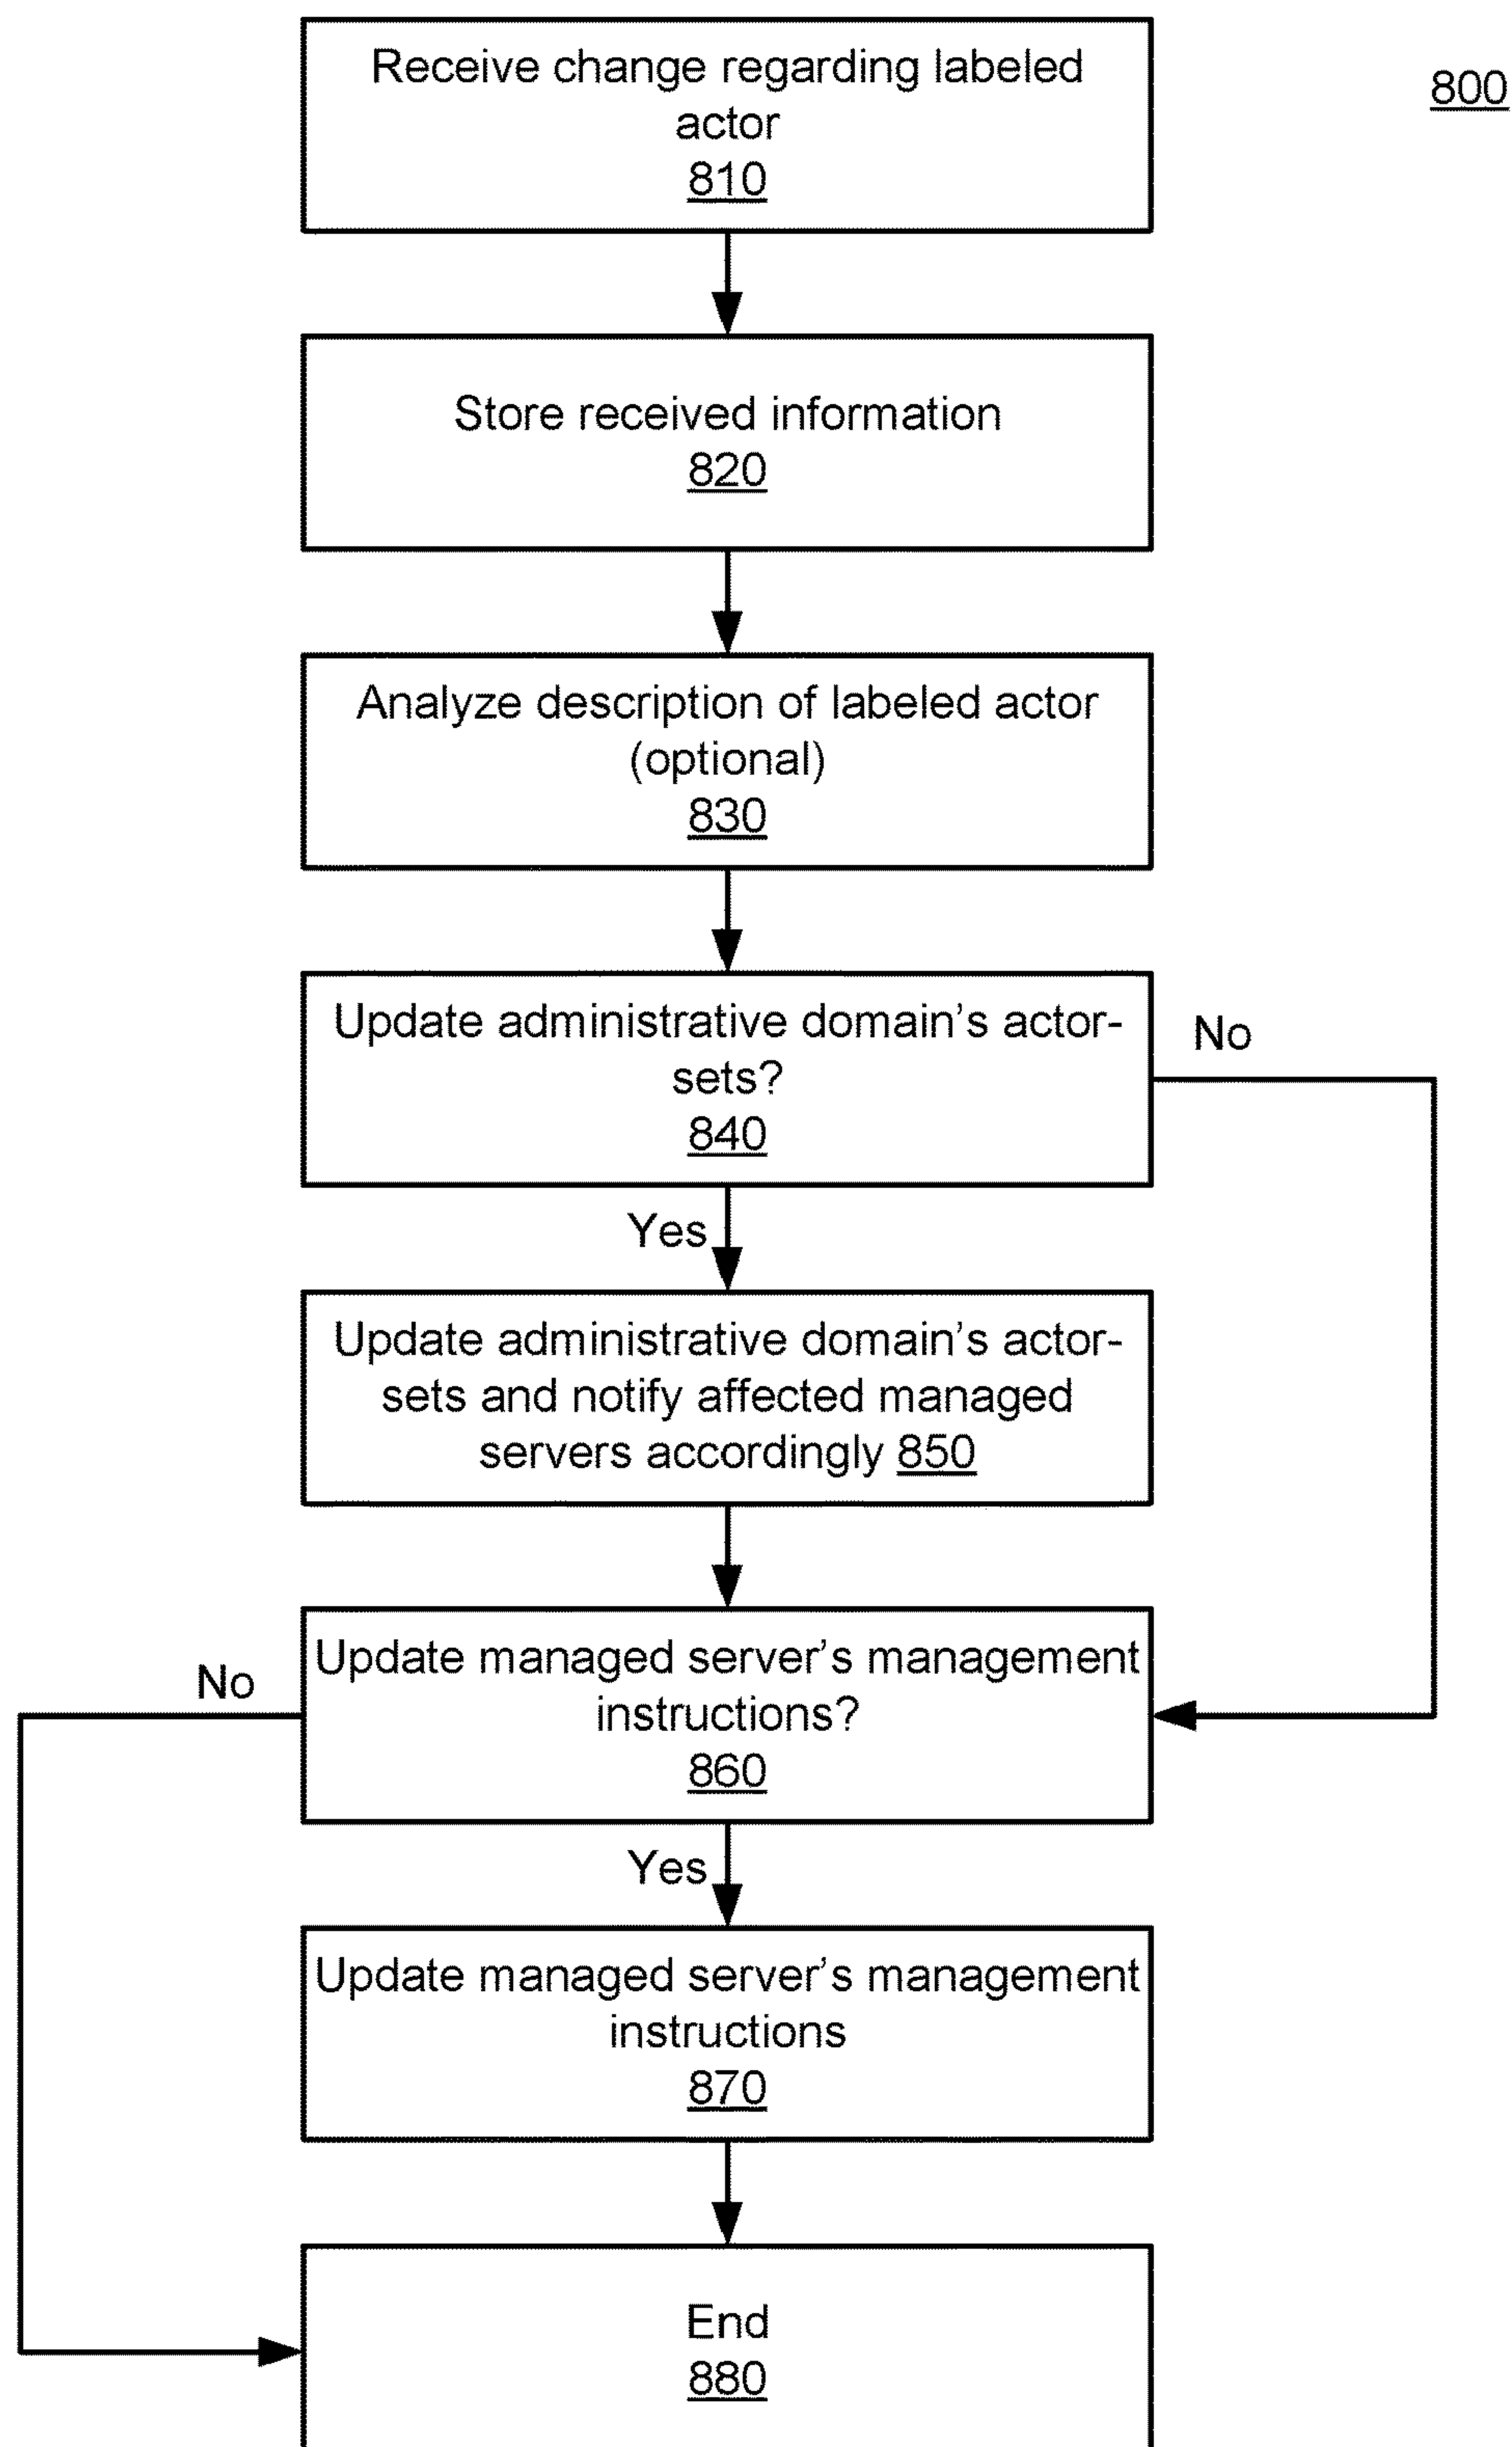 Receive change regarding labeled
actor
810
800
Store received information
820
Analyze description of labeled actor
(optional)
830
Update administrative domain's actor-
sets?
840
No
Yes
Update administrative domain's actor-
sets and notify affected managed
servers accordingly 850
Update managed server's management
instructions?
860
No
Yes
Update managed server's management
instructions
870
End
880